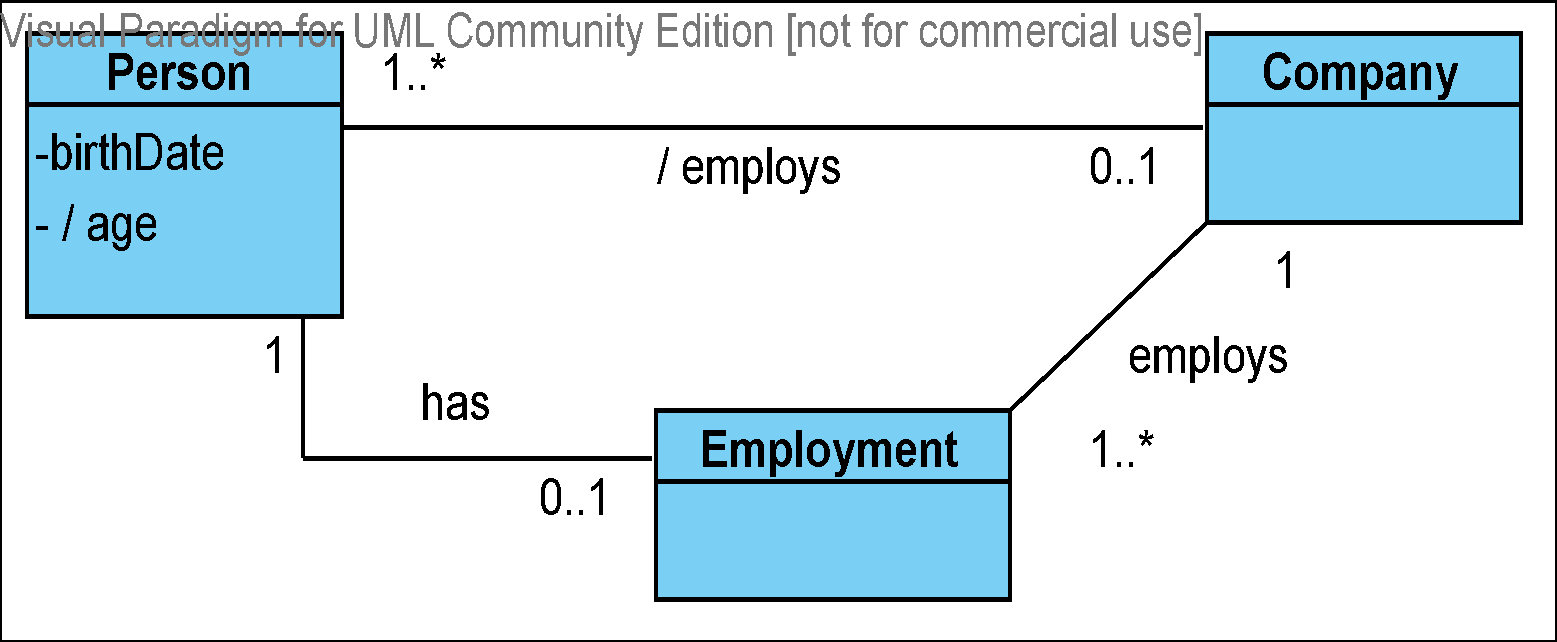 Visual Paradigm for UML Community Edition [not for commercial use]
Person
1..*
Company
-birthDate
/ employs
0..1
- / age
1
1
employs
has
Employment
1..*
0..1